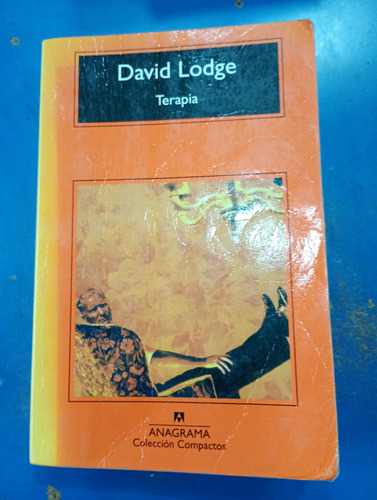 David Lodge
Terapia
ANAGRAMA
Colección Compactos